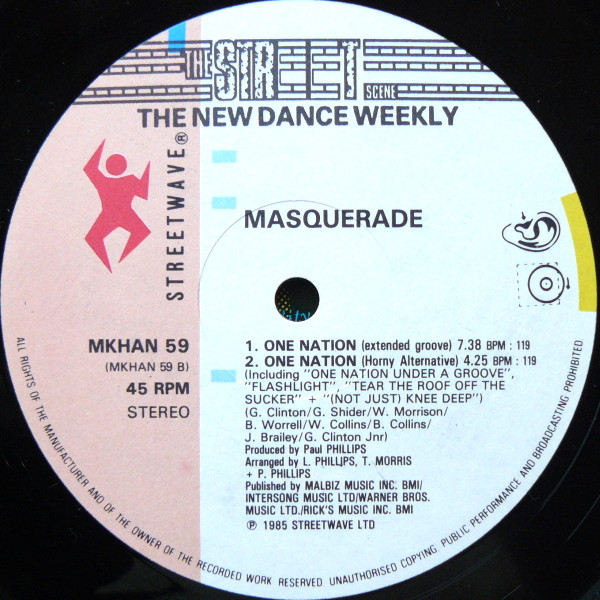 THE STREET SCENE
THE NEW DANCE WEEKLY
STREETWAVE®
MASQUERADE
MKHAN 59
(MKHAN 59 B)
45 RPM
STEREO
1. ONE NATION (extended groove) 7.38 BPM : 119
2. ONE NATION (Horny Alternative) 4.25 BPM : 119
(Including "ONE NATION UNDER A GROOVE",
"FLASHLIGHT", "TEAR THE ROOF OFF THE
SUCKER" + "(NOT JUST) KNEE DEEP")
(G. Clinton/G. Shider/W. Morrison/
B. Worrell/W. Collins/B. Collins/
J. Brailey/G. Clinton Jnr)
Produced by Paul PHILLIPS
Arranged by L. PHILLIPS, T. MORRIS
+ P. PHILLIPS
Published by MALBIZ MUSIC INC. BMI/
INTERSONG MUSIC LTD/WARNER BROS.
MUSIC LTD./RICK'S MUSIC INC. BMI
℗ 1985 STREETWAVE LTD
ALL RIGHTS OF THE MANUFACTURER AND OF THE OWNER OF THE RECORDED WORK RESERVED. UNAUTHORISED COPYING. PUBLIC PERFORMANCE AND BROADCASTING PROHIBITED